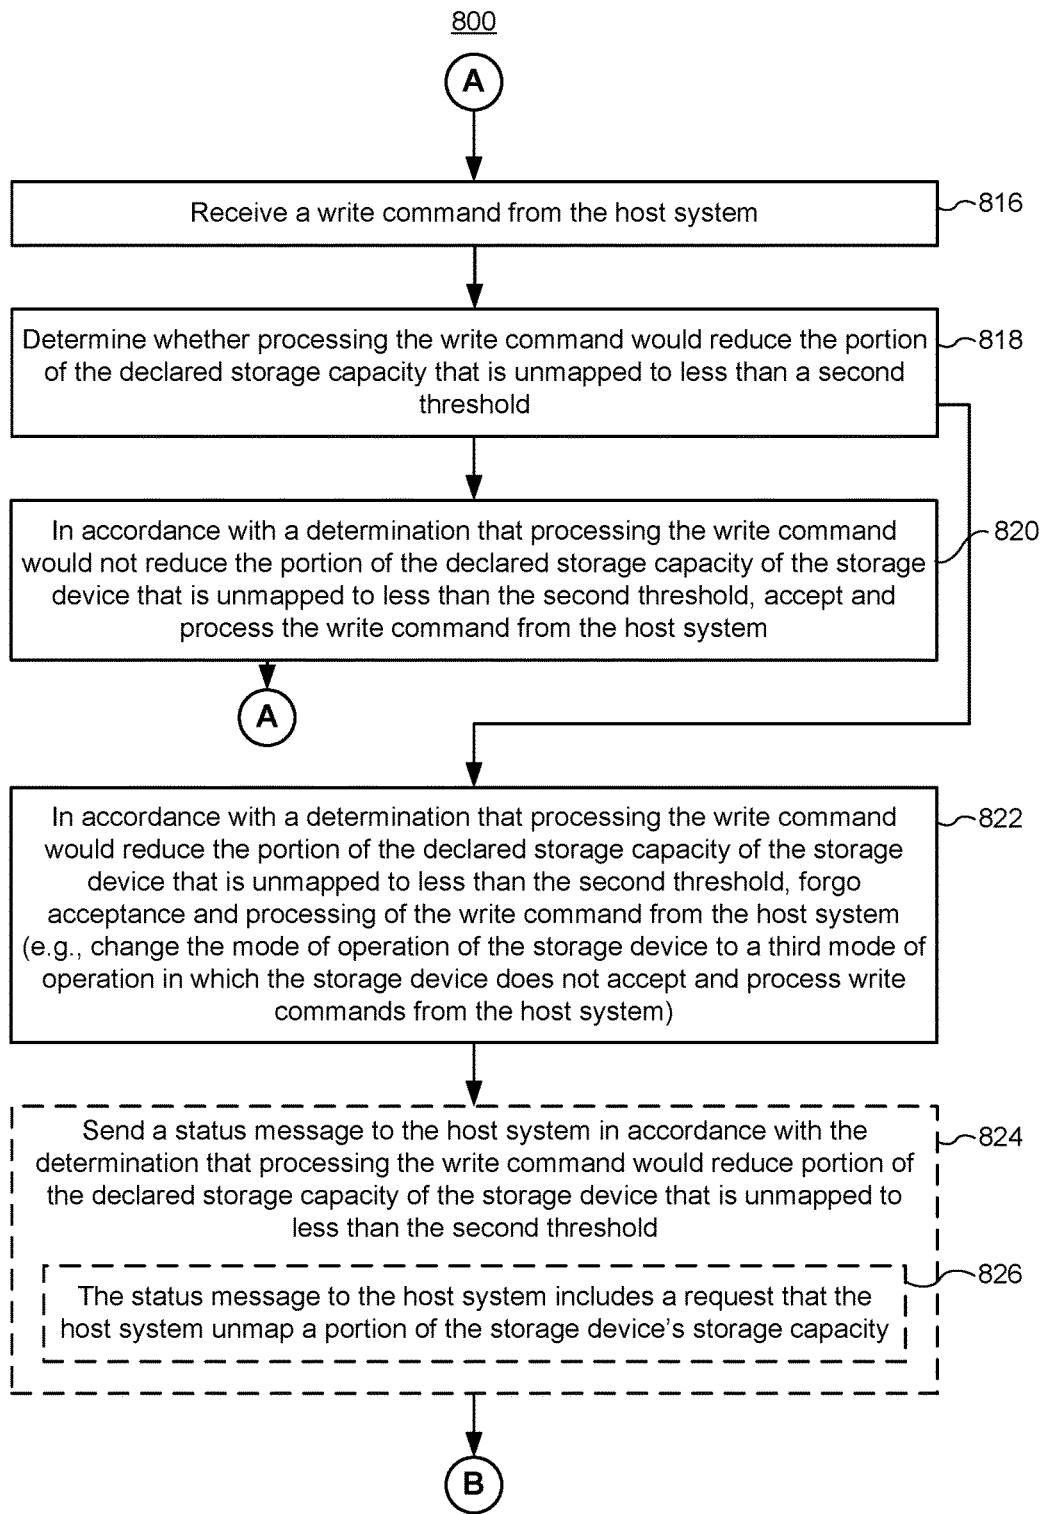 800
A
Receive a write command from the host system
816
Determine whether processing the write command would reduce the portion
of the declared storage capacity that is unmapped to less than a second
threshold
818
In accordance with a determination that processing the write command
would not reduce the portion of the declared storage capacity of the storage
device that is unmapped to less than the second threshold, accept and
process the write command from the host system
820
A
In accordance with a determination that processing the write command
would reduce the portion of the declared storage capacity of the storage
device that is unmapped to less than the second threshold, forgo
acceptance and processing of the write command from the host system
(e.g., change the mode of operation of the storage device to a third mode of
operation in which the storage device does not accept and process write
commands from the host system)
822
Send a status message to the host system in accordance with the
determination that processing the write command would reduce portion of
the declared storage capacity of the storage device that is unmapped to
less than the second threshold
824
The status message to the host system includes a request that the
host system unmap a portion of the storage device's storage capacity
826
B